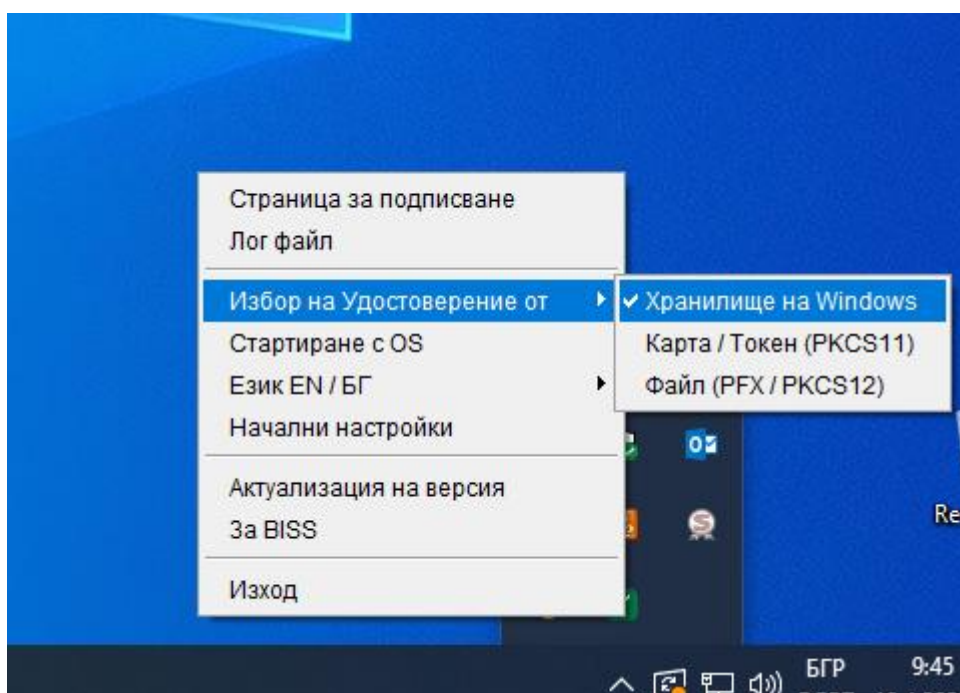 Страница за подписване
Лог файл
Избор на Удостоверение от
Хранилище на Windows
Стартиране с OS
Карта / Токен (PKCS11)
Език EN / БГ
Файл (PFX / PKCS12)
Начални настройки
Актуализация на версия
За BISS
Re
Изход
БГР
9:45